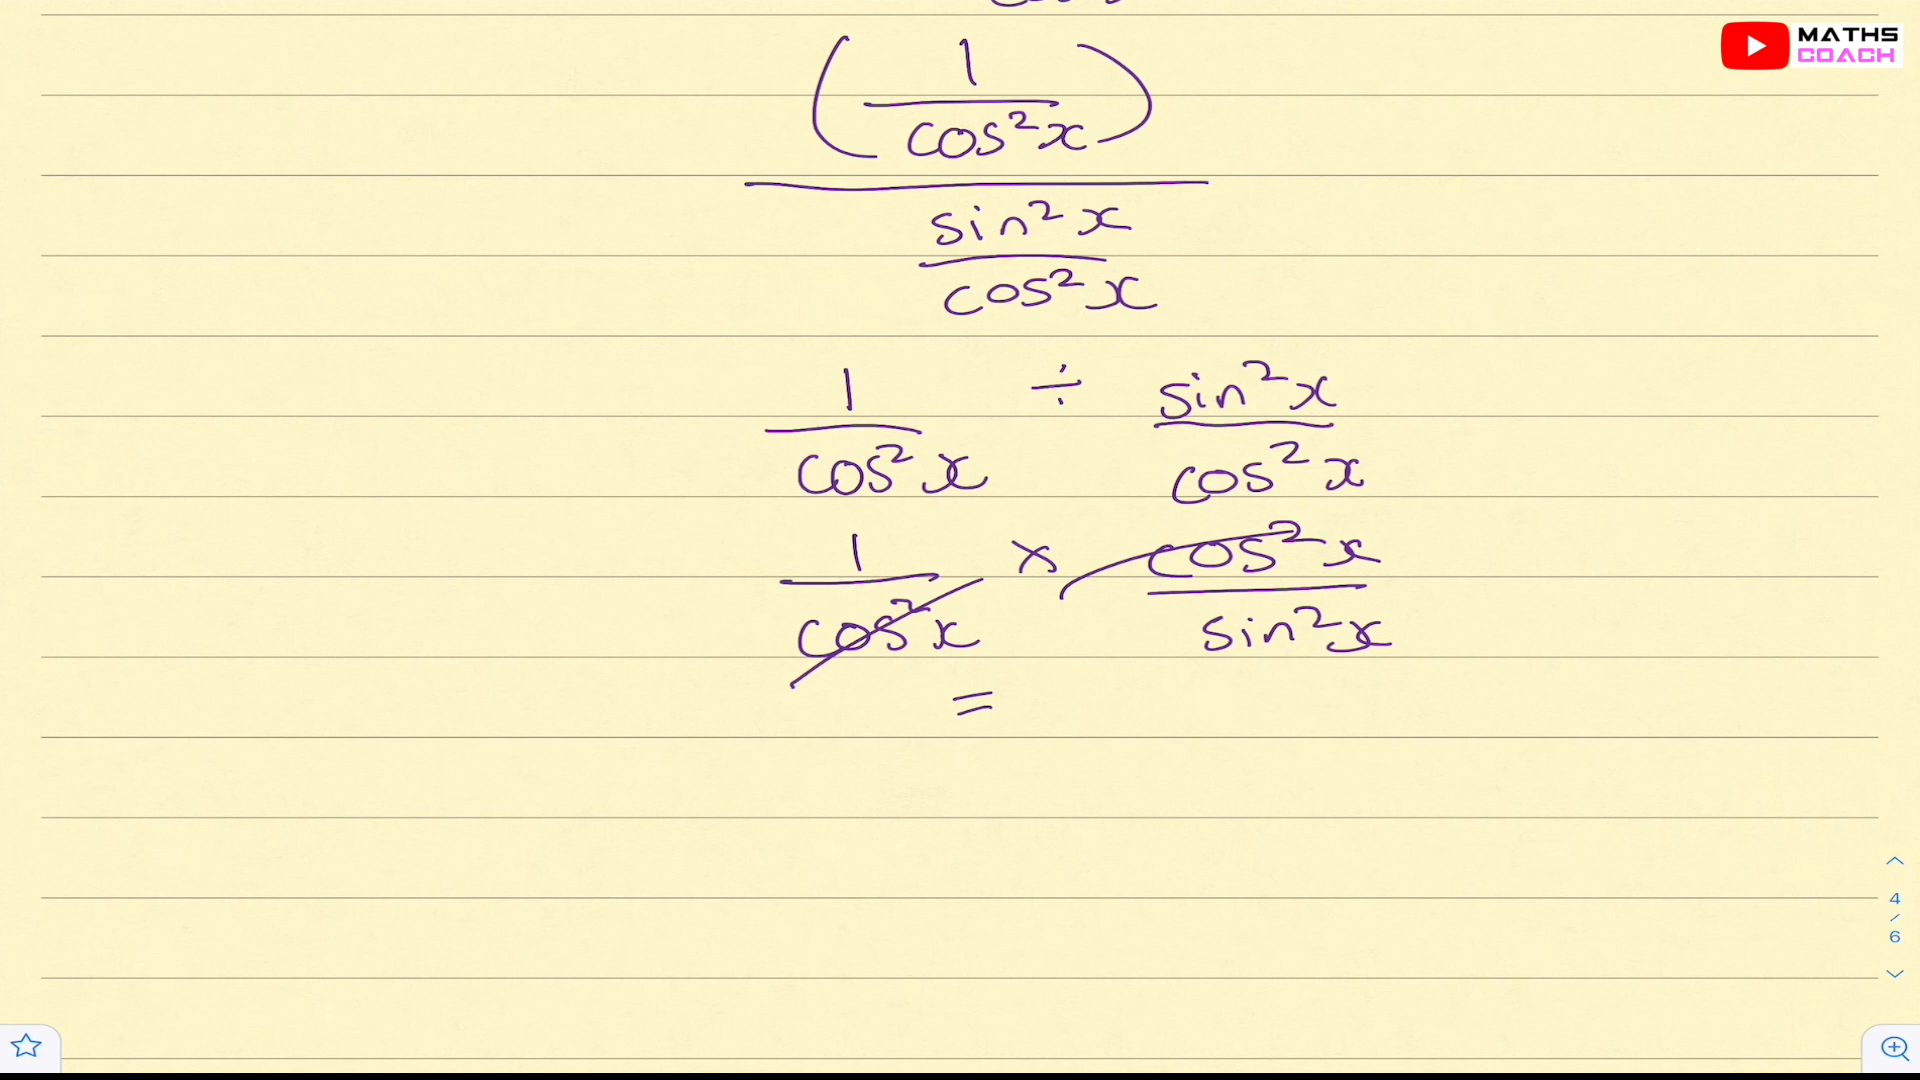 MATHS
COACH
( 1 / cos²x )
sin²x / cos²x
1 / cos²x ÷ sin²x / cos²x
1 / cos²x × cos²x / sin²x
=
4
/
6